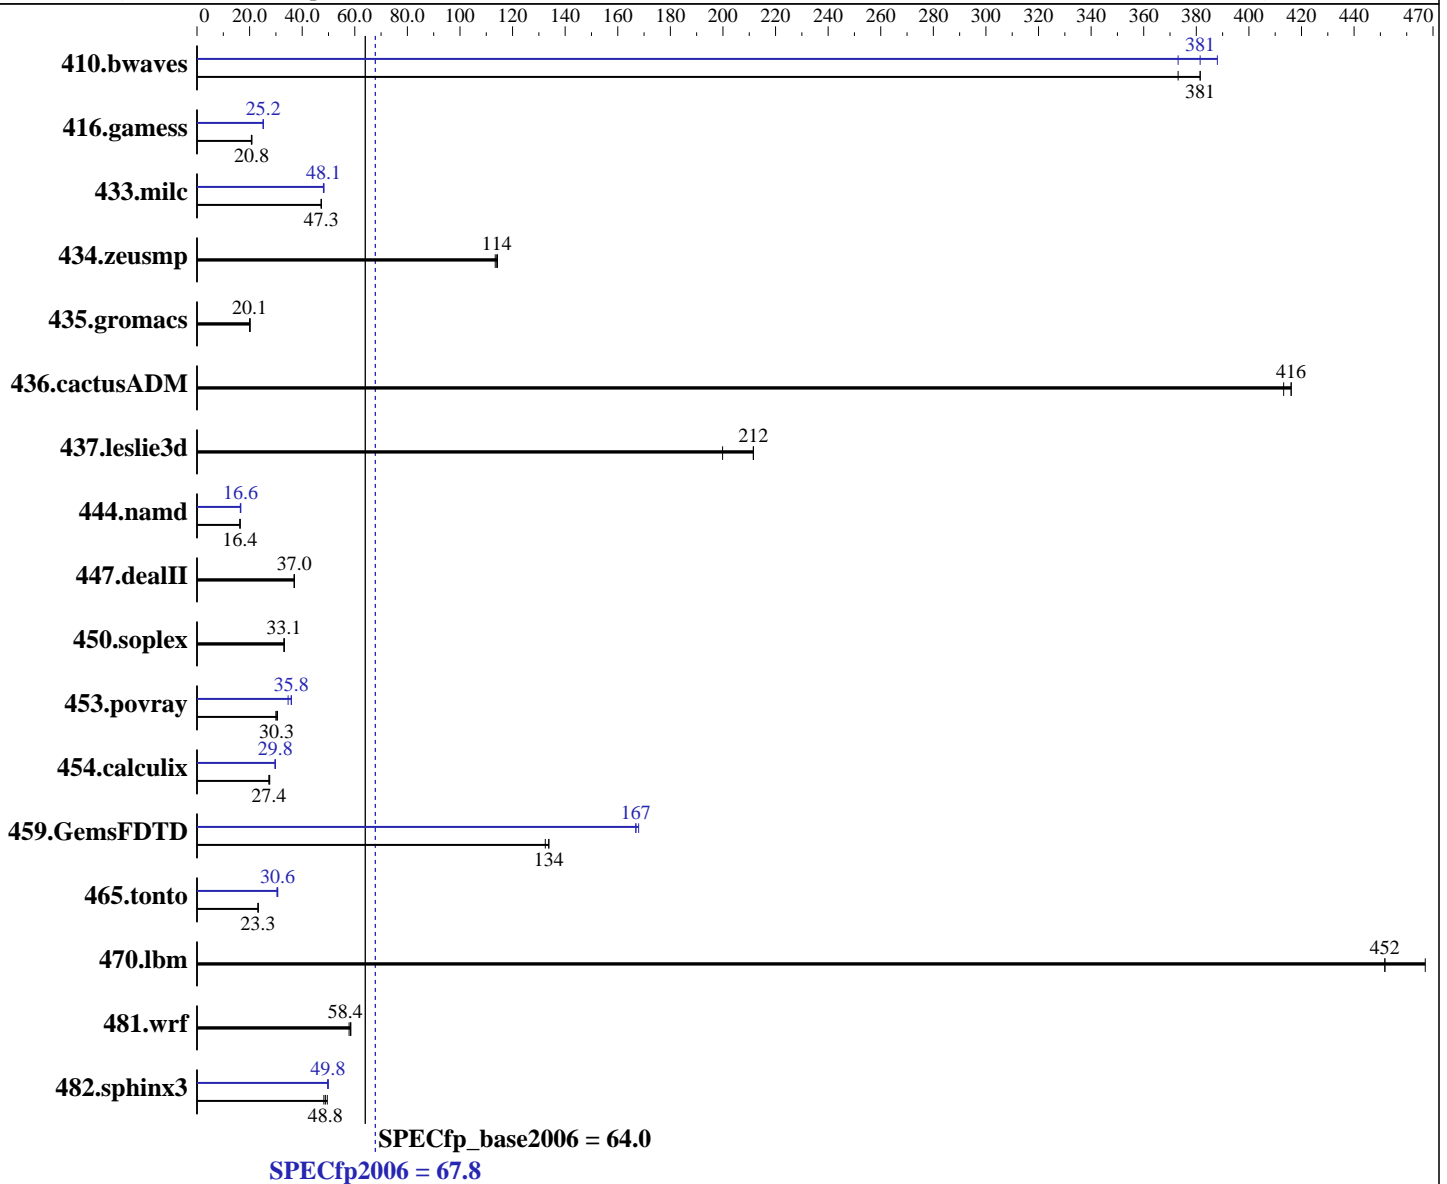 0 20.0 40.0 60.0 80.0 100 120 140 160 180 200 220 240 260 280 300 320 340 360 380 400 420 440 470
381
410.bwaves
381
25.2
416.gamess
20.8
48.1
433.milc
47.3
114
434.zeusmp
20.1
435.gromacs
416
436.cactusADM
212
437.leslie3d
16.6
444.namd
16.4
37.0
447.dealII
33.1
450.soplex
35.8
453.povray
30.3
29.8
454.calculix
27.4
167
459.GemsFDTD
134
30.6
465.tonto
23.3
452
470.lbm
58.4
481.wrf
49.8
482.sphinx3
48.8
SPECfp_base2006 = 64.0
SPECfp2006 = 67.8